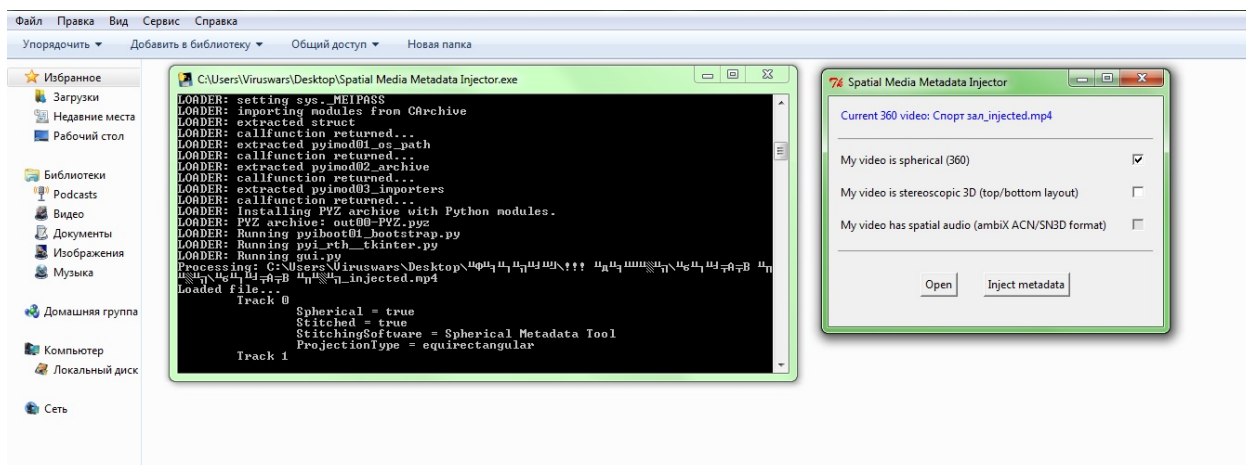 Файл Правка Вид Сервис Справка
Упорядочить Добавить в библиотеку Общий доступ Новая папка
Избранное
Загрузки
Недавние места
Рабочий стол
Библиотеки
Podcasts
Видео
Документы
Изображения
Музыка
Домашняя группа
Компьютер
Локальный диск
Сеть
C:\Users\Viruswars\Desktop\Spatial Media Metadata Injector.exe
LOADER: setting sys._MEIPASS
LOADER: importing modules from CArchive
LOADER: extracted struct
LOADER: callfunction returned...
LOADER: extracted pyimod01_os_path
LOADER: callfunction returned...
LOADER: extracted pyimod02_archive
LOADER: callfunction returned...
LOADER: extracted pyimod03_importers
LOADER: callfunction returned...
LOADER: Installing PYZ archive with Python modules.
LOADER: PYZ archive: out00-PYZ.pyz
LOADER: Running pyiboot01_bootstrap.py
LOADER: Running pyi_rth__tkinter.py
LOADER: Running gui.py
Processing: C:\Users\Viruswars\Desktop\
_injected.mp4
Loaded file...
Track 0
Spherical = true
Stitched = true
StitchingSoftware = Spherical Metadata Tool
ProjectionType = equirectangular
Track 1
Spatial Media Metadata Injector
Current 360 video: Спорт зал_injected.mp4
My video is spherical (360)
My video is stereoscopic 3D (top/bottom layout)
My video has spatial audio (ambiX ACN/SN3D format)
Open Inject metadata